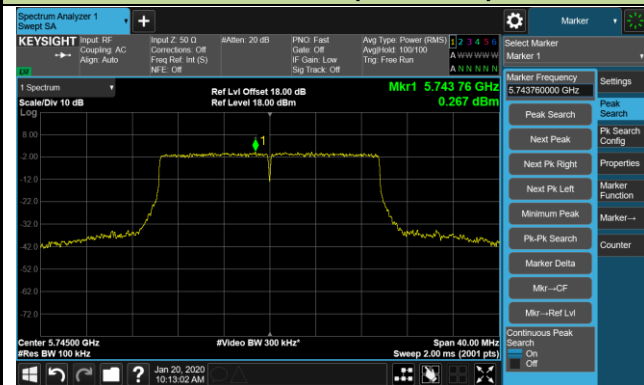 Spectrum Analyzer 1
Swept SA
Marker
KEYSIGHT
Input: RF
Coupling: AC
Align: Auto
Input Z: 50 Ω
Corrections: Off
Freq Ref: Int (S)
NFE: Off
#Atten: 20 dB
PNO: Fast
Gate: Off
IF Gain: Low
Sig Track: Off
Avg Type: Power (RMS)
Avg|Hold: 100/100
Trig: Free Run
1 2 3 4 5 6
A W W W W W
A N N N N N
Select Marker
Marker 1
1 Spectrum
Scale/Div 10 dB
Log
Ref Lvl Offset 18.00 dB
Ref Level 18.00 dBm
Mkr1 5.743 76 GHz
0.267 dBm
1
8.00
-2.00
-12.0
-22.0
-32.0
-42.0
-52.0
-62.0
-72.0
Center 5.74500 GHz
#Res BW 100 kHz
#Video BW 300 kHz*
Span 40.00 MHz
Sweep 2.00 ms (2001 pts)
Marker Frequency
5.743760000 GHz
Peak Search
Next Peak
Next Pk Right
Next Pk Left
Minimum Peak
Pk-Pk Search
Marker Delta
Mkr→CF
Mkr→Ref Lvl
Continuous Peak
Search
On
Off
Settings
Peak
Search
Pk Search
Config
Properties
Marker
Function
Marker→
Counter
Jan 20, 2020
10:13:02 AM